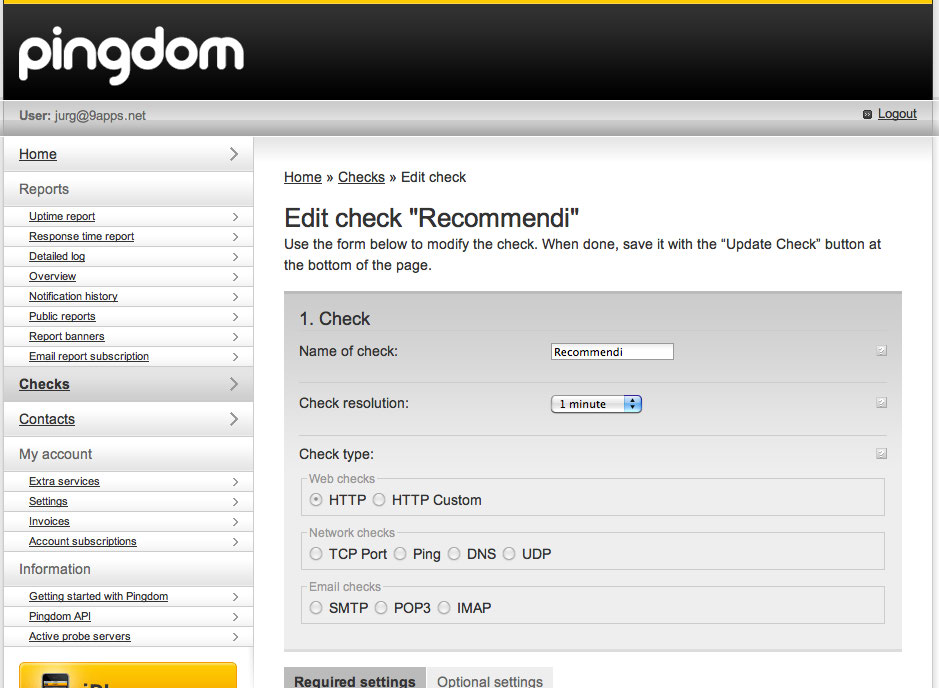 pingdom
User: jurg@9apps.net
Logout
Home
Reports
Uptime report
Response time report
Detailed log
Overview
Notification history
Public reports
Report banners
Email report subscription
Checks
Contacts
My account
Extra services
Settings
Invoices
Account subscriptions
Information
Getting started with Pingdom
Pingdom API
Active probe servers
Home » Checks » Edit check
Edit check "Recommendi"
Use the form below to modify the check. When done, save it with the “Update Check” button at
the bottom of the page.
1. Check
Name of check: Recommendi
Check resolution: 1 minute
Check type:
Web checks
HTTP HTTP Custom
Network checks
TCP Port Ping DNS UDP
Email checks
SMTP POP3 IMAP
Required settings Optional settings